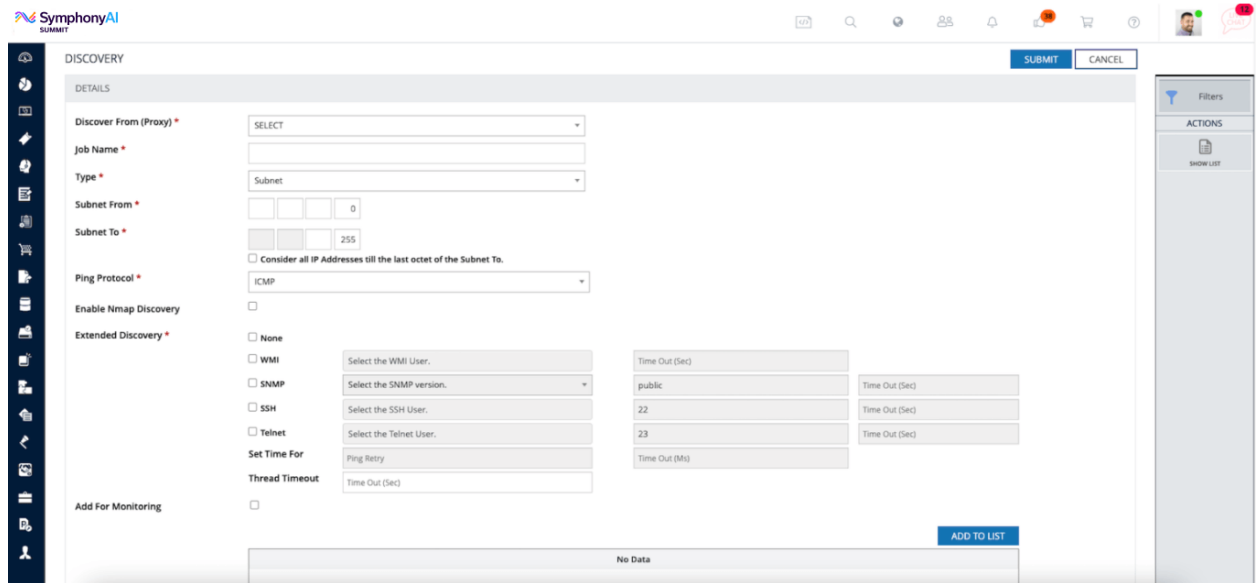 SymphonyAI
SUMMIT
38
13
DISCOVERY
SUBMIT
CANCEL
DETAILS
Filters
ACTIONS
SHOW LIST
Discover From (Proxy) *
SELECT
Job Name *
Type *
Subnet
Subnet From *
0
Subnet To *
255
Consider all IP Addresses till the last octet of the Subnet To.
Ping Protocol *
ICMP
Enable Nmap Discovery
Extended Discovery *
None
WMI Select the WMI User. Time Out (Sec)
SNMP Select the SNMP version. public Time Out (Sec)
SSH Select the SSH User. 22 Time Out (Sec)
Telnet Select the Telnet User. 23 Time Out (Sec)
Set Time For Ping Retry Time Out (Ms)
Thread Timeout Time Out (Sec)
Add For Monitoring
ADD TO LIST
No Data